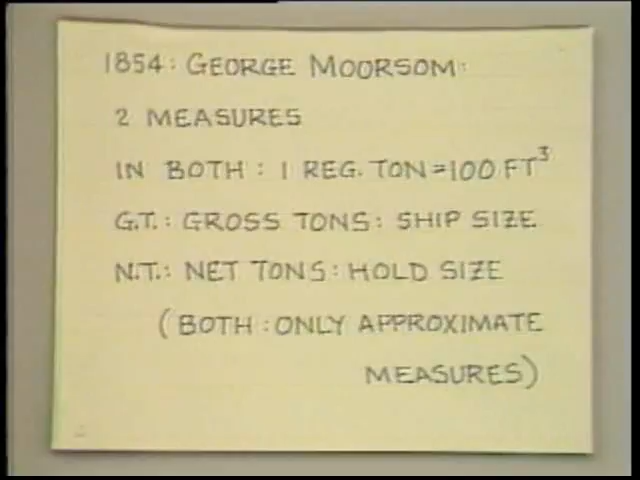 1854: GEORGE MOORSOM:
2 MEASURES
IN BOTH: 1 REG. TON=100 FT³
G.T.: GROSS TONS: SHIP SIZE
N.T.: NET TONS: HOLD SIZE
(BOTH: ONLY APPROXIMATE
MEASURES)